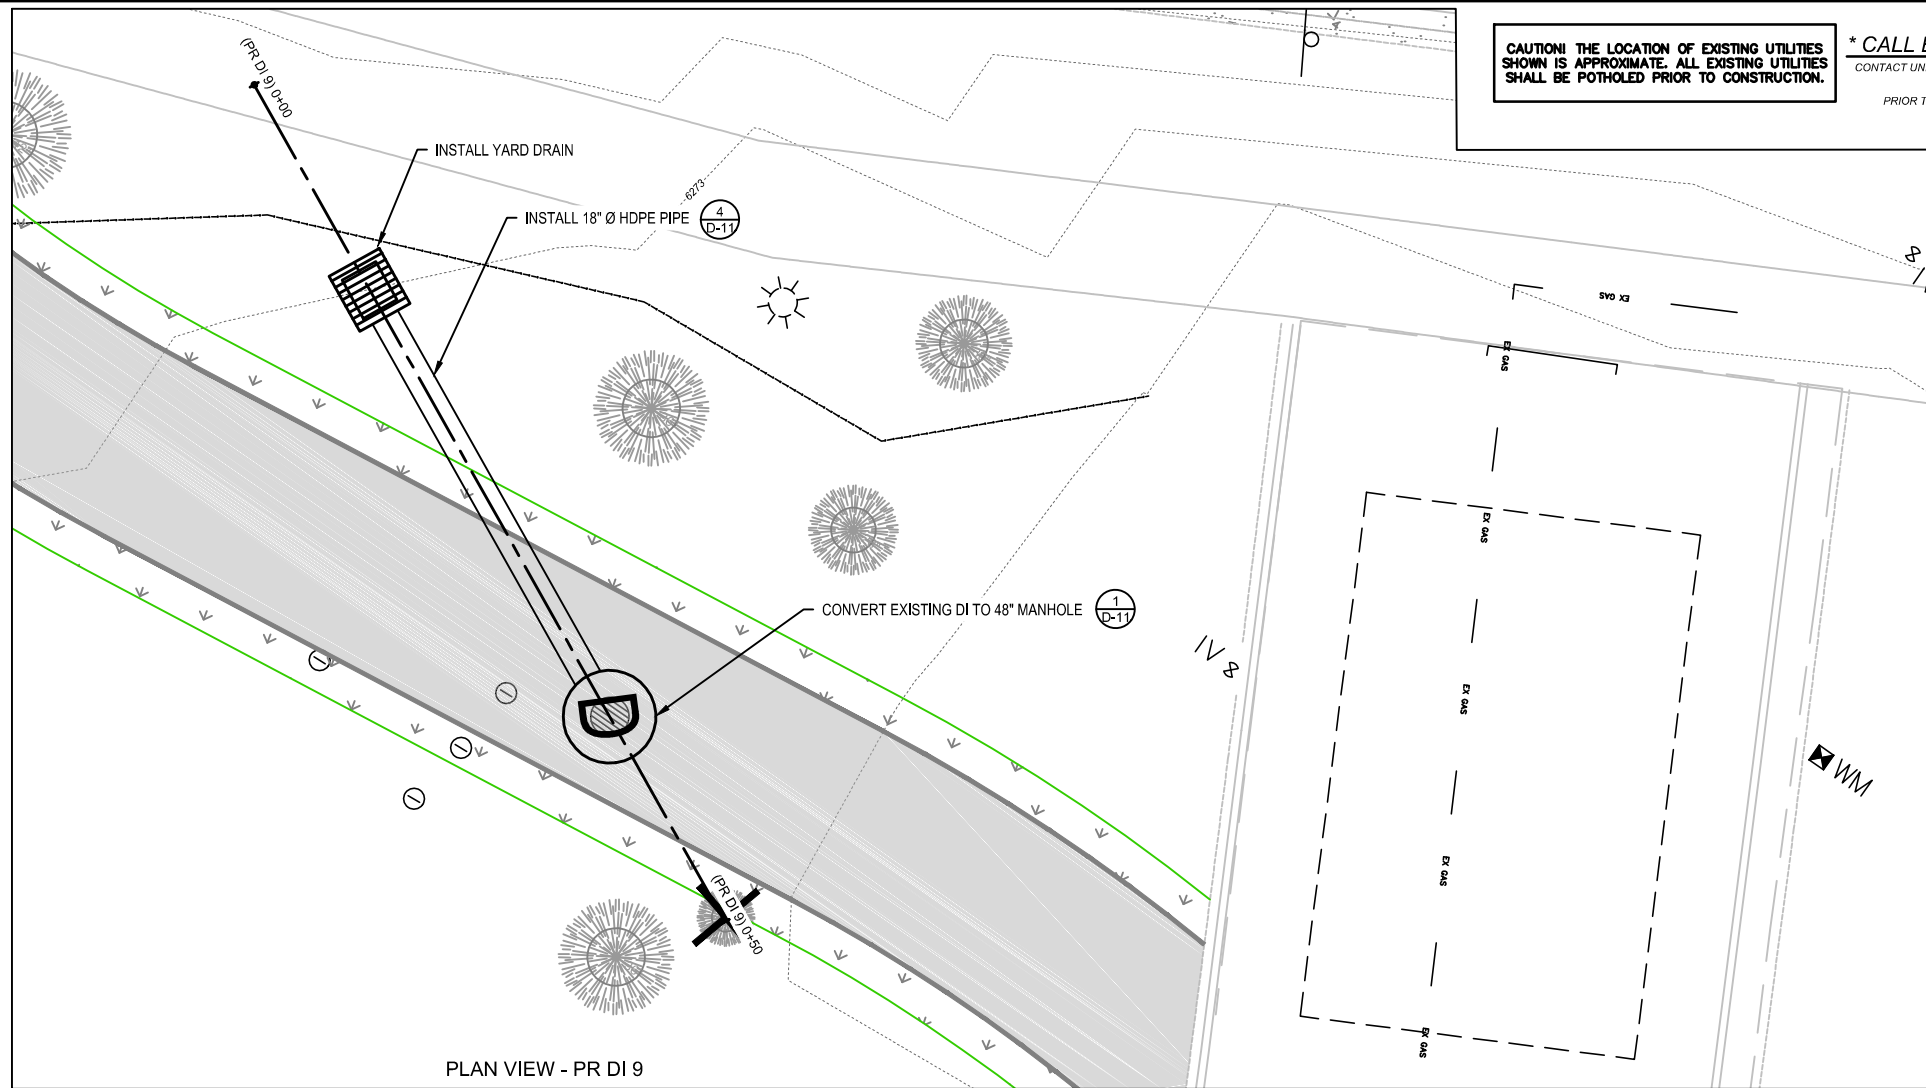 CAUTION! THE LOCATION OF EXISTING UTILITIES
SHOWN IS APPROXIMATE. ALL EXISTING UTILITIES
SHALL BE POTHOLED PRIOR TO CONSTRUCTION.
* CALL
CONTACT
PRIOR
(PR DI 9) 0+00
INSTALL YARD DRAIN
6273
INSTALL 18" Ø HDPE PIPE
4
D-11
8
EX GAS
EX GAS
EX GAS
CONVERT EXISTING DI TO 48" MANHOLE
1
D-11
IV 8
EX GAS
WM
EX GAS
(PR DI 9) 0+50
EX GAS
PLAN VIEW - PR DI 9